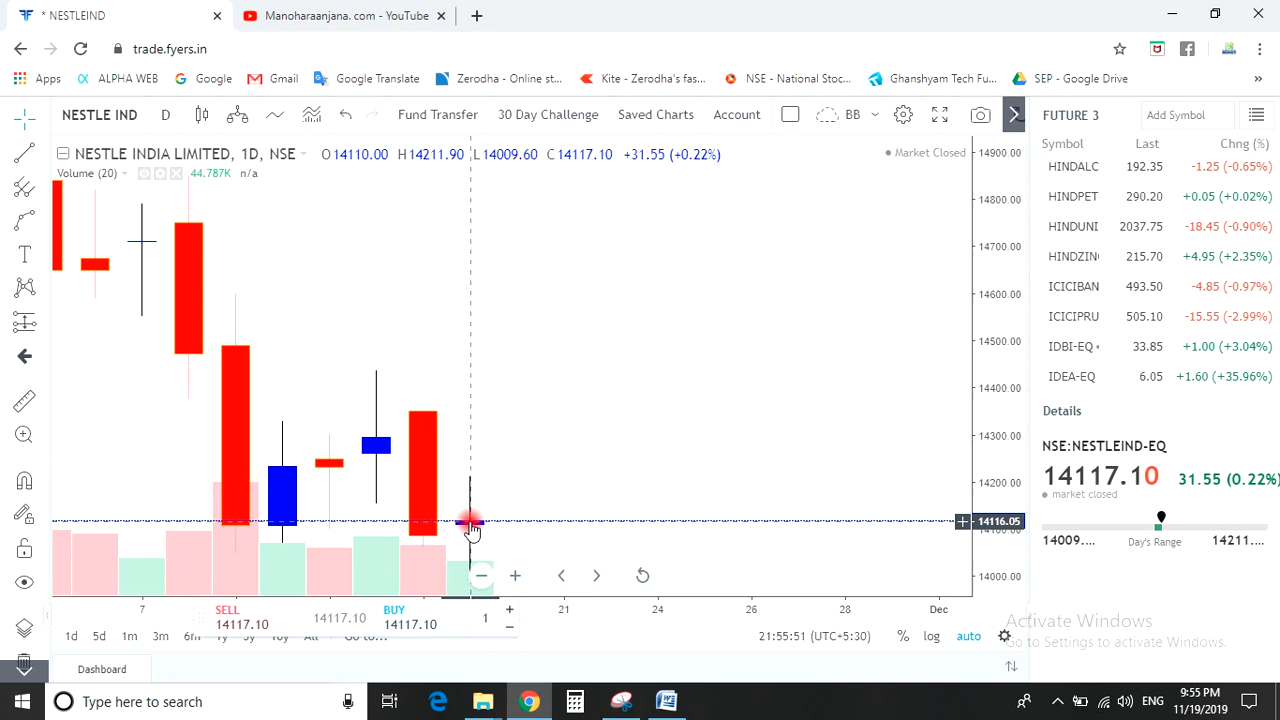 * NESTLEIND
Manoharaanjana. com - YouTube
trade.fyers.in
Apps ALPHA WEB Google Gmail Google Translate Zerodha - Online st... Kite - Zerodha's fas... NSE - National Stoc... Ghanshyam Tech Fu... SEP - Google Drive »
NESTLE IND D Fund Transfer 30 Day Challenge Saved Charts Account BB
FUTURE 3 Add Symbol
NESTLE INDIA LIMITED, 1D, NSE O14110.00 H14211.90 L14009.60 C14117.10 +31.55 (+0.22%)
Market Closed
Volume (20) 44.787K n/a
14900.00
14800.00
14700.00
14600.00
14500.00
14400.00
14300.00
14200.00
14116.05
14000.00
Symbol Last Chng (%)
HINDALC 192.35 -1.25 (-0.65%)
HINDPET 290.20 +0.05 (+0.02%)
HINDUNI 2037.75 -18.45 (-0.90%)
HINDZIN 215.70 +4.95 (+2.35%)
ICICIBAN 493.50 -4.85 (-0.97%)
ICICIPRU 505.10 -15.55 (-2.99%)
IDBI-EQ 33.85 +1.00 (+3.04%)
IDEA-EQ 6.05 +1.60 (+35.96%)
Details
NSE:NESTLEIND-EQ
14117.10 31.55 (0.22%)
market closed
14009.... Day's Range 14211....
7 21 24 26 28 Dec
SELL
14117.10
14117.10
BUY
14117.10
1
+
−
1d 5d 1m 3m 6m 1y 5y 10y All Go to...
21:55:51 (UTC+5:30) % log auto
Activate Windows
Go to Settings to activate Windows.
Dashboard
Type here to search
ENG
9:55 PM
11/19/2019